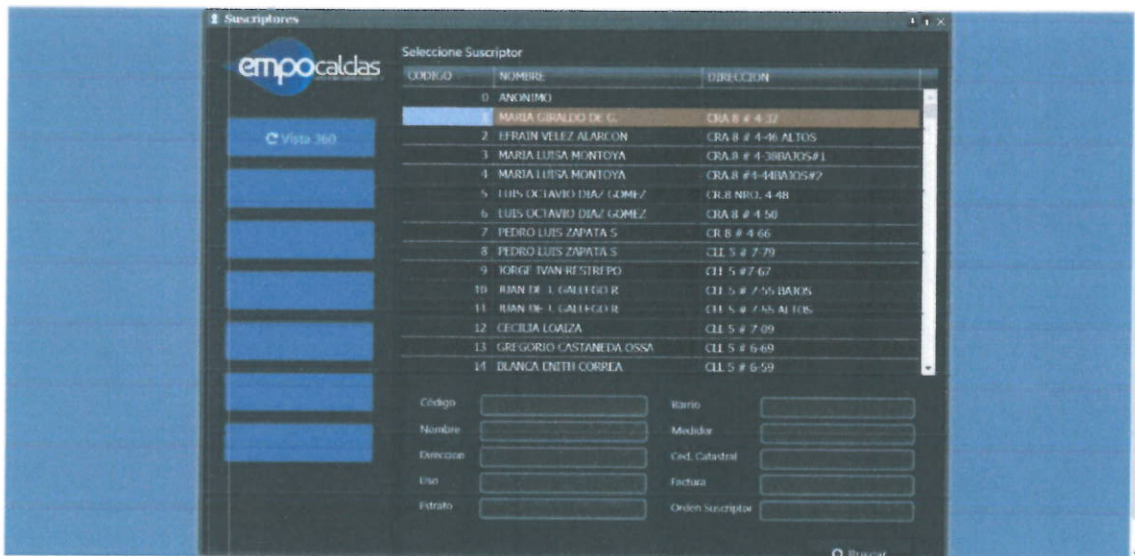 Suscriptores
empocaldas
Seleccione Suscriptor
CODIGO NOMBRE DIRECCION
0 ANONIMO
1 MARIA GIRALDO DE G. CRA 8 # 4-32
2 EFRAIN VELEZ ALARCON CRA 8 # 4-46 ALTOS
3 MARIA LUISA MONTOYA CRA.8 # 4-38BAJOS#1
4 MARIA LUISA MONTOYA CRA.8 #4-44BAJOS#2
5 LUIS OCTAVIO DIAZ GOMEZ CR.8 NRO. 4-48
6 LUIS OCTAVIO DIAZ GOMEZ CRA 8 # 4-50
7 PEDRO LUIS ZAPATA S CR 8 # 4-66
8 PEDRO LUIS ZAPATA S CLL 5 # 7-79
9 JORGE IVAN RESTREPO CLL 5 #7-67
10 JUAN DE J. GALLEGO R CLL 5 # 7-55 BAJOS
11 JUAN DE J. GALLEGO R CLL 5 # 7-55 ALTOS
12 CECILIA LOAIZA CLL 5 # 7-09
13 GREGORIO CASTANEDA OSSA CLL 5 # 6-69
14 BLANCA ENITH CORREA CLL 5 # 6-59
Vista 360
Código Barrio
Nombre Medidor
Direccion Ced. Catastral
Uso Factura
Estrato Orden Suscriptor
Buscar